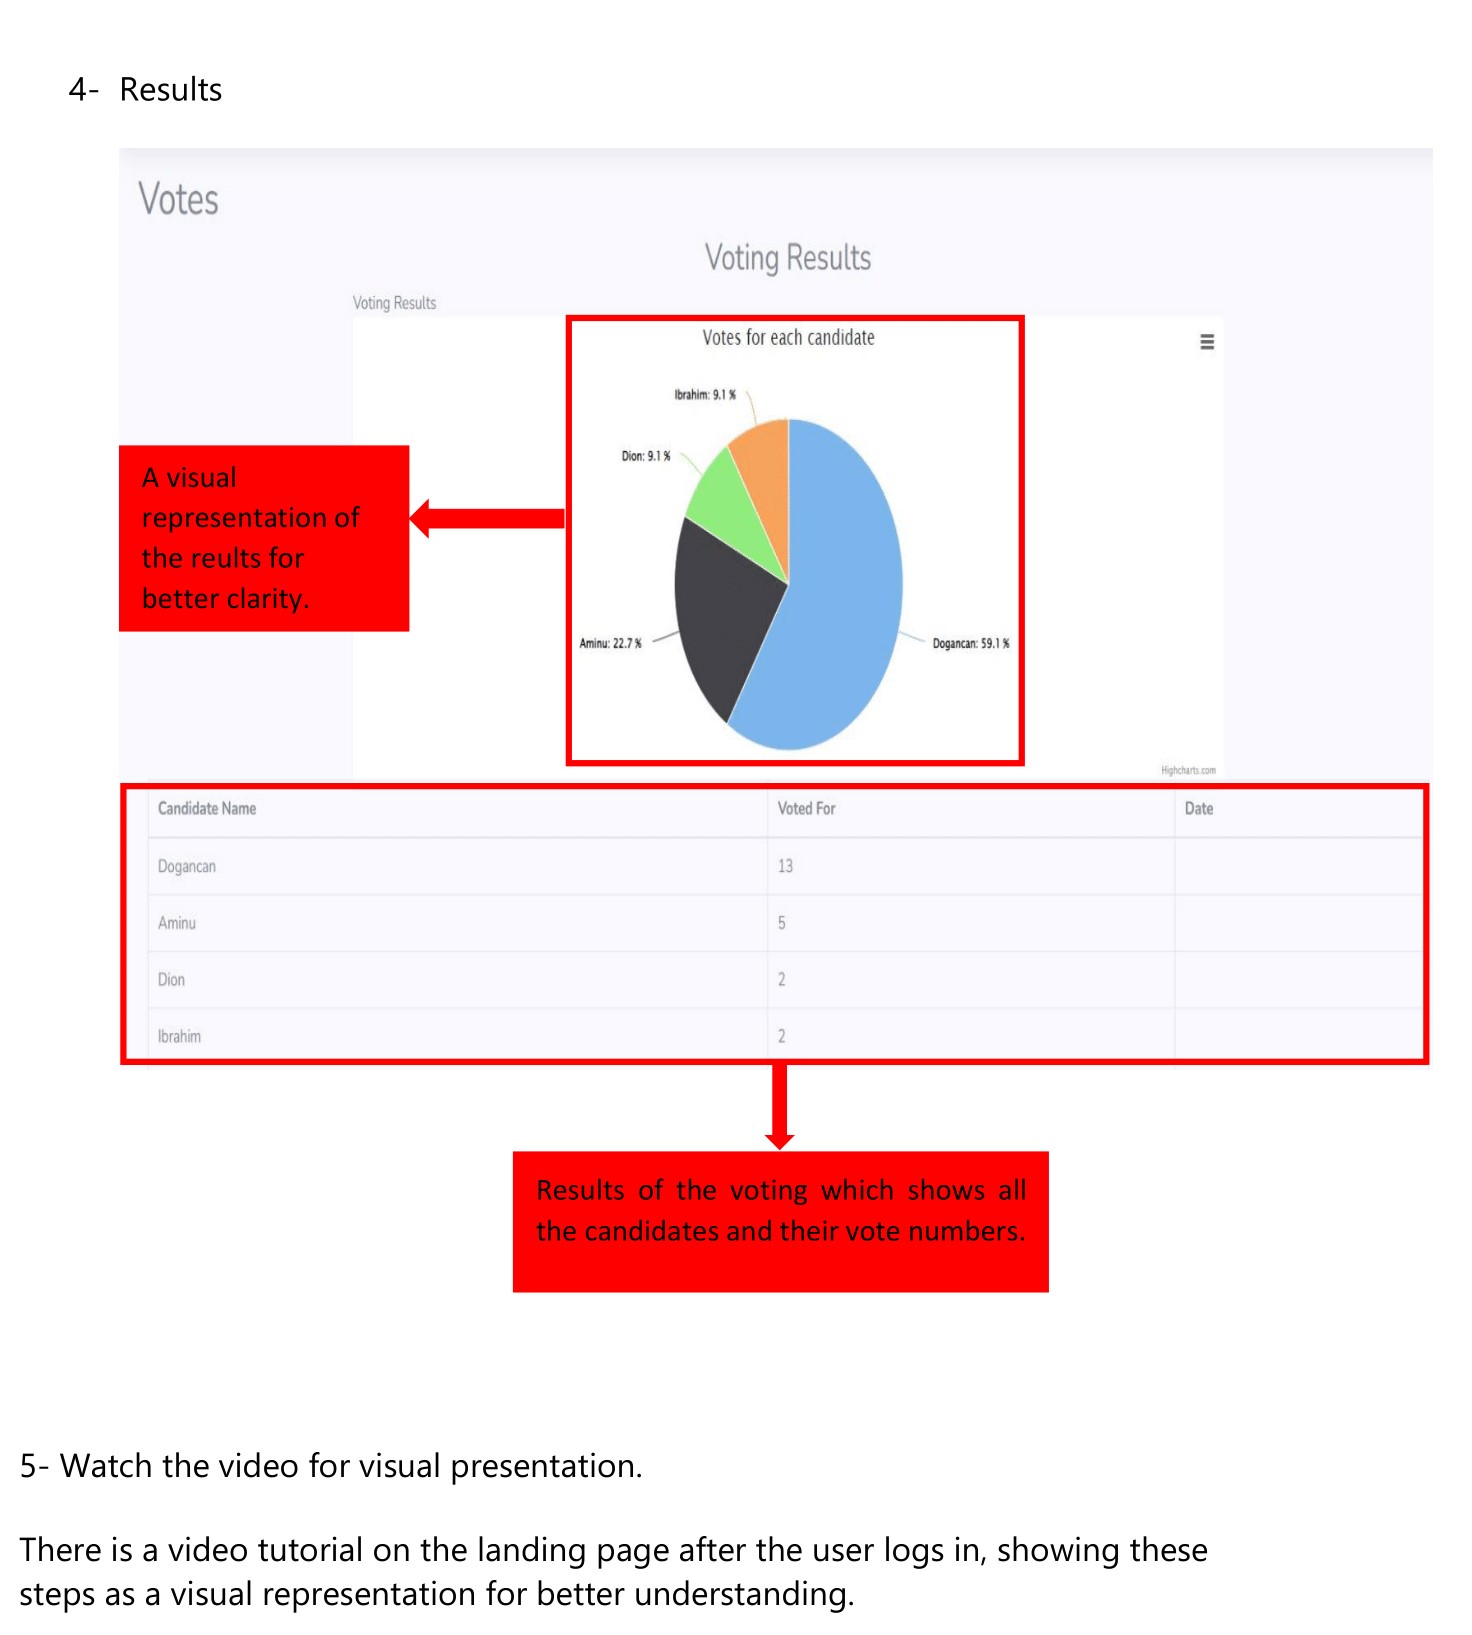 4- Results
Votes
Voting Results
Voting Results
Votes for each candidate
Ibrahim: 9.1 %
Dion: 9.1 %
A visual
representation of
the reults for
better clarity.
Aminu: 22.7 %
Dogancan: 59.1 %
Highcharts.com
Candidate Name Voted For Date
Dogancan 13
Aminu 5
Dion 2
Ibrahim 2
Results of the voting which shows all
the candidates and their vote numbers.
5- Watch the video for visual presentation.
There is a video tutorial on the landing page after the user logs in, showing these
steps as a visual representation for better understanding.